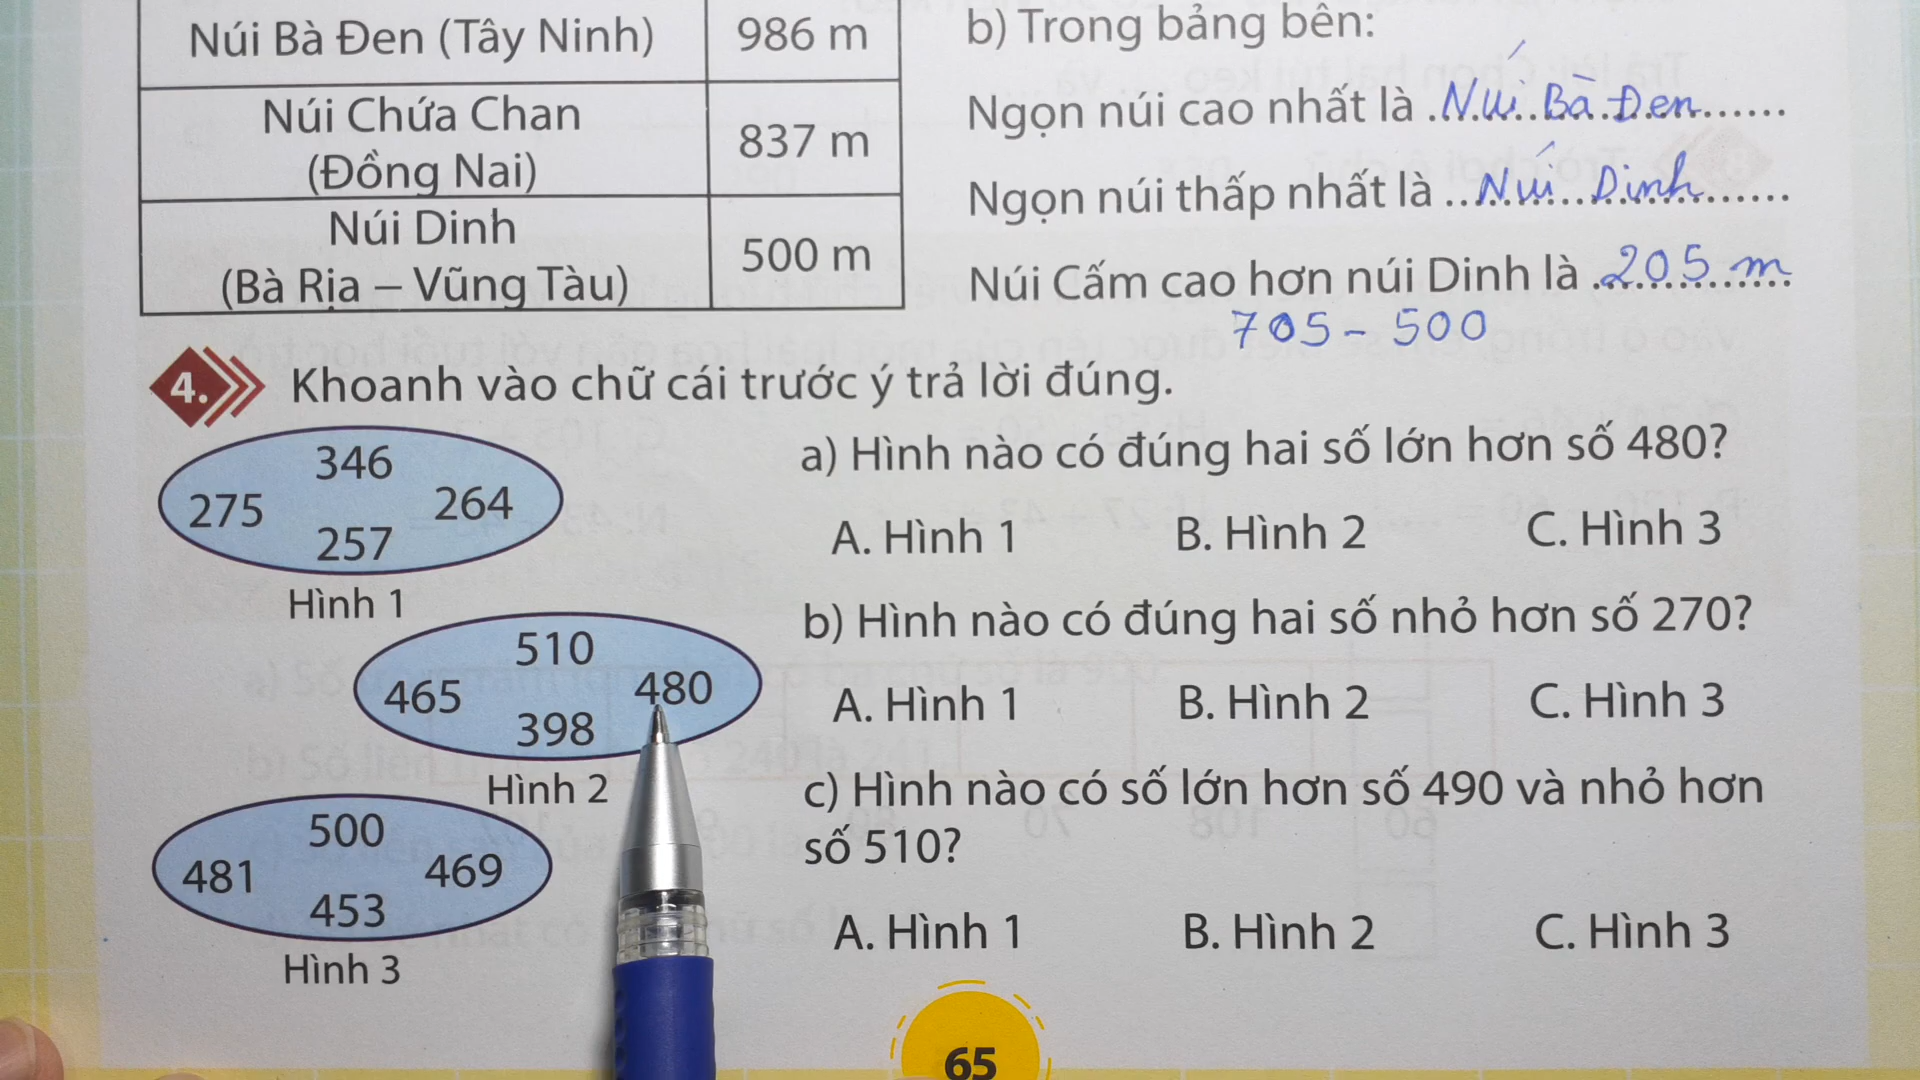 Núi Bà Đen (Tây Ninh) 986 m
Núi Chứa Chan
(Đồng Nai)
837 m
Núi Dinh
(Bà Rịa – Vũng Tàu)
500 m
b) Trong bảng bên:
Ngọn núi cao nhất là Núi Bà Đen
Ngọn núi thấp nhất là Núi Dinh
Núi Cấm cao hơn núi Dinh là 205 m
705 - 500
4. Khoanh vào chữ cái trước ý trả lời đúng.
346
275 264
257
Hình 1
510
465 480
398
Hình 2
500
481 469
453
Hình 3
a) Hình nào có đúng hai số lớn hơn số 480?
A. Hình 1 B. Hình 2 C. Hình 3
b) Hình nào có đúng hai số nhỏ hơn số 270?
A. Hình 1 B. Hình 2 C. Hình 3
c) Hình nào có số lớn hơn số 490 và nhỏ hơn
số 510?
A. Hình 1 B. Hình 2 C. Hình 3
65